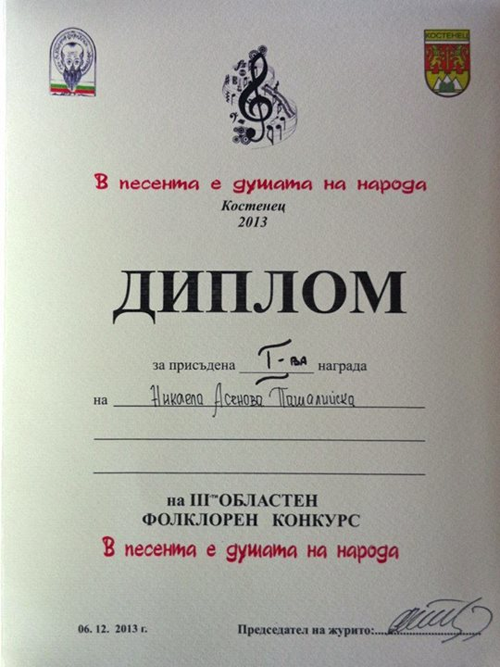 КОСТЕНЕЦ
В песента е душата на народа
Костенец
2013
ДИПЛОМ
за присъдена I-ва награда
на Никаела Асенова Пашалийска
на III ти ОБЛАСТЕН
ФОЛКЛОРЕН КОНКУРС
В песента е душата на народа
06. 12. 2013 г. Председател на журито: